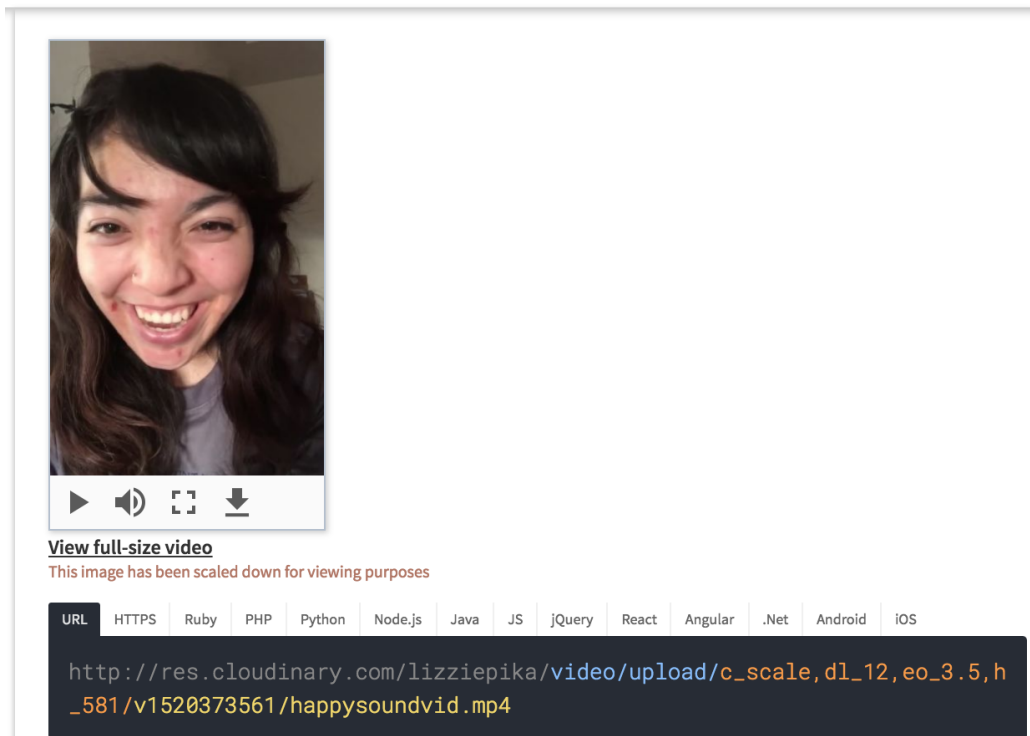 View full-size video
This image has been scaled down for viewing purposes
URL HTTPS Ruby PHP Python Node.js Java JS jQuery React Angular .Net Android iOS
http://res.cloudinary.com/lizziepika/video/upload/c_scale,dl_12,eo_3.5,h
_581/v1520373561/happysoundvid.mp4